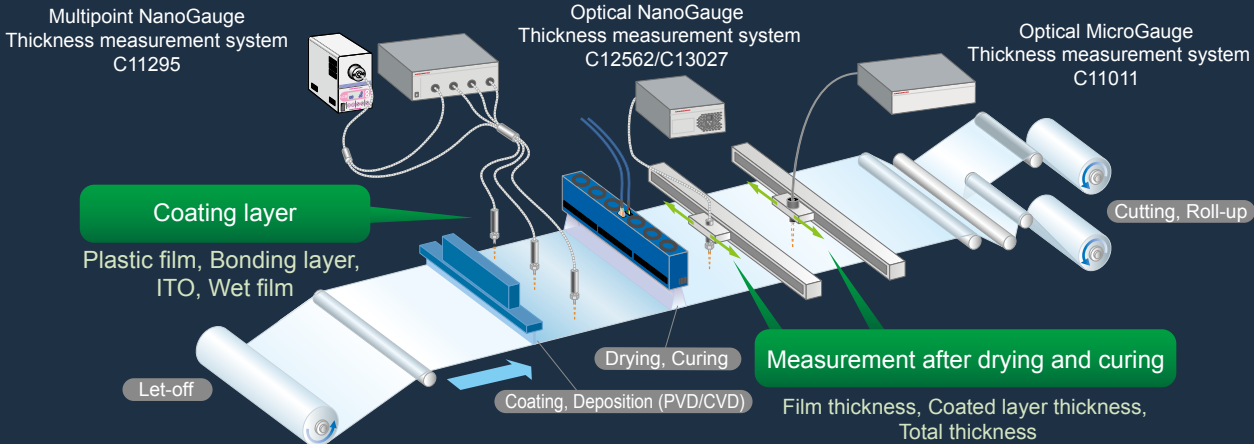 Multipoint NanoGauge
Thickness measurement system
C11295
Optical NanoGauge
Thickness measurement system
C12562/C13027
Optical MicroGauge
Thickness measurement system
C11011
Coating layer
Plastic film, Bonding layer,
ITO, Wet film
Cutting, Roll-up
Drying, Curing
Measurement after drying and curing
Film thickness, Coated layer thickness,
Total thickness
Let-off
Coating, Deposition (PVD/CVD)